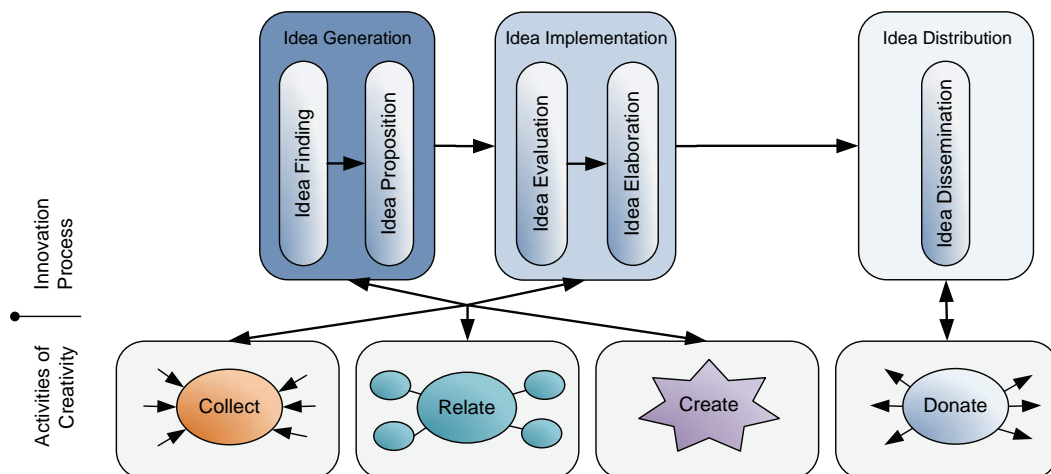 Idea Generation
Idea Implementation
Idea Distribution
Idea Finding
Idea Proposition
Idea Evaluation
Idea Elaboration
Idea Dissemination
Innovation
Process
Activities of
Creativity
Collect
Relate
Create
Donate